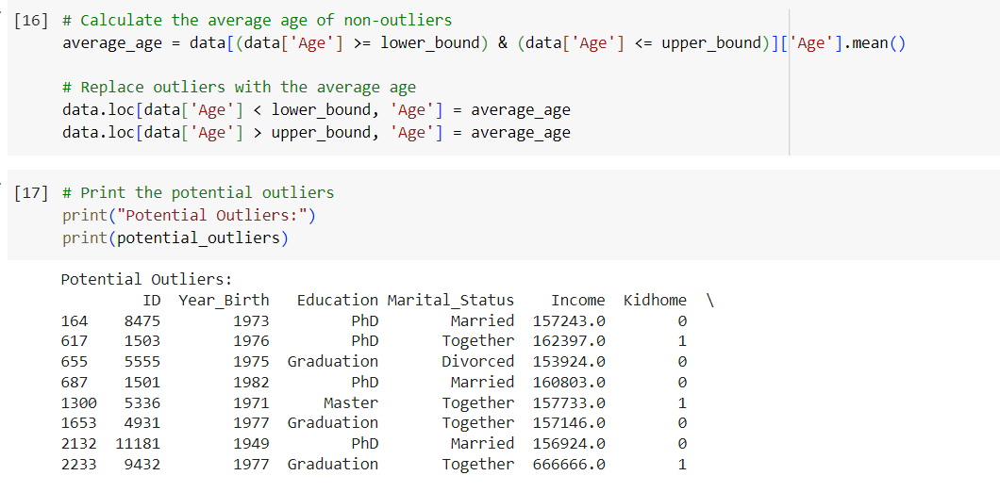 [16] # Calculate the average age of non-outliers
average_age = data[(data['Age'] >= lower_bound) & (data['Age'] <= upper_bound)]['Age'].mean()
# Replace outliers with the average age
data.loc[data['Age'] < lower_bound, 'Age'] = average_age
data.loc[data['Age'] > upper_bound, 'Age'] = average_age
[17] # Print the potential outliers
print("Potential Outliers:")
print(potential_outliers)
Potential Outliers:
ID Year_Birth Education Marital_Status Income Kidhome \
164 8475 1973 PhD Married 157243.0 0
617 1503 1976 PhD Together 162397.0 1
655 5555 1975 Graduation Divorced 153924.0 0
687 1501 1982 PhD Married 160803.0 0
1300 5336 1971 Master Together 157733.0 1
1653 4931 1977 Graduation Together 157146.0 0
2132 11181 1949 PhD Married 156924.0 0
2233 9432 1977 Graduation Together 666666.0 1